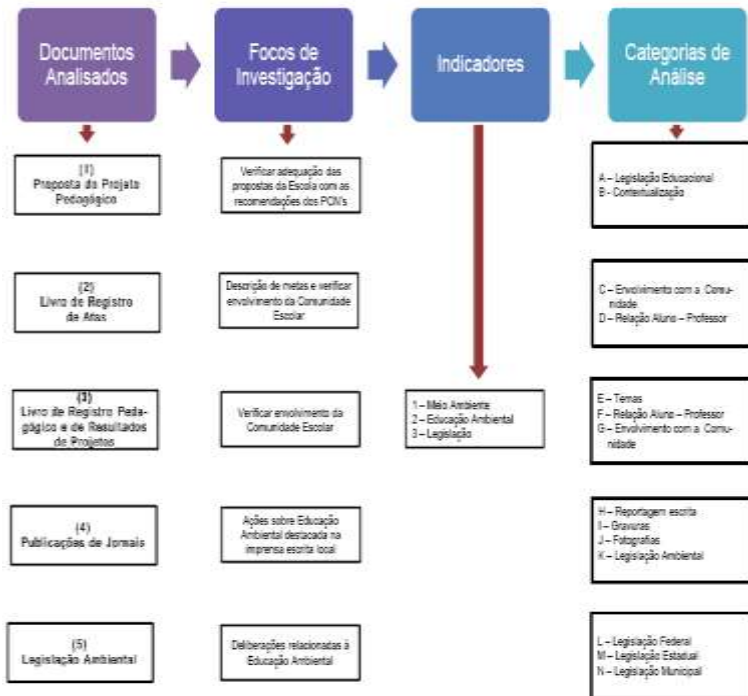 Documentos
Analisados
Focos de
Investigação
Indicadores
Categorias de
Análise
(1)
Proposta do Projeto
Pedagógico
Verificar adequação das
propostas da Escola com as
recomendações dos PCN's
A – Legislação Educacional
B - Contextualização
(2)
Livro de Registro
de Atas
Descrição de metas e verificar
envolvimento da Comunidade
Escolar
C – Envolvimento com a Comu-
nidade
D – Relação Aluno – Professor
(3)
Livro de Registro Peda-
gógico e de Resultados
de Projetos
Verificar envolvimento da
Comunidade Escolar
1 – Meio Ambiente
2 – Educação Ambiental
3 – Legislação
E – Temas
F – Relação Aluno – Professor
G – Envolvimento com a Comu-
nidade
(4)
Publicações de Jornais
Ações sobre Educação
Ambiental destacada na
imprensa escrita local
H – Reportagem escrita
I – Gravuras
J – Fotografias
K – Legislação Ambiental
(5)
Legislação Ambiental
Deliberações relacionadas à
Educação Ambiental
L – Legislação Federal
M – Legislação Estadual
N – Legislação Municipal